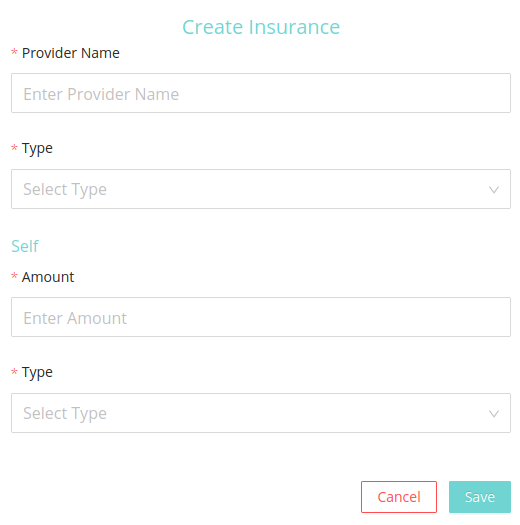 Create Insurance
* Provider Name
Enter Provider Name
* Type
Select Type
Self
* Amount
Enter Amount
* Type
Select Type
Cancel Save